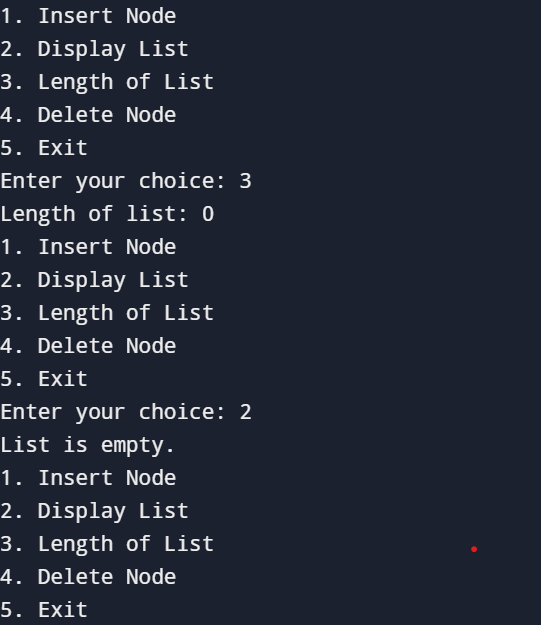 1. Insert Node
2. Display List
3. Length of List
4. Delete Node
5. Exit
Enter your choice: 3
Length of list: 0
1. Insert Node
2. Display List
3. Length of List
4. Delete Node
5. Exit
Enter your choice: 2
List is empty.
1. Insert Node
2. Display List
3. Length of List
4. Delete Node
5. Exit